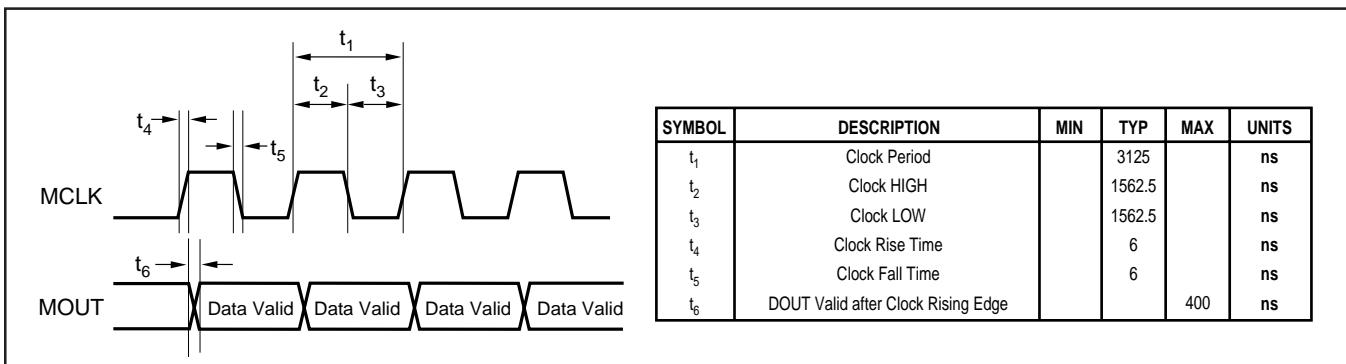 t1
t2 t3
t4
t5
MCLK
t6
MOUT
Data Valid Data Valid Data Valid Data Valid
SYMBOL DESCRIPTION MIN TYP MAX UNITS
t1 Clock Period 3125 ns
t2 Clock HIGH 1562.5 ns
t3 Clock LOW 1562.5 ns
t4 Clock Rise Time 6 ns
t5 Clock Fall Time 6 ns
t6 DOUT Valid after Clock Rising Edge 400 ns